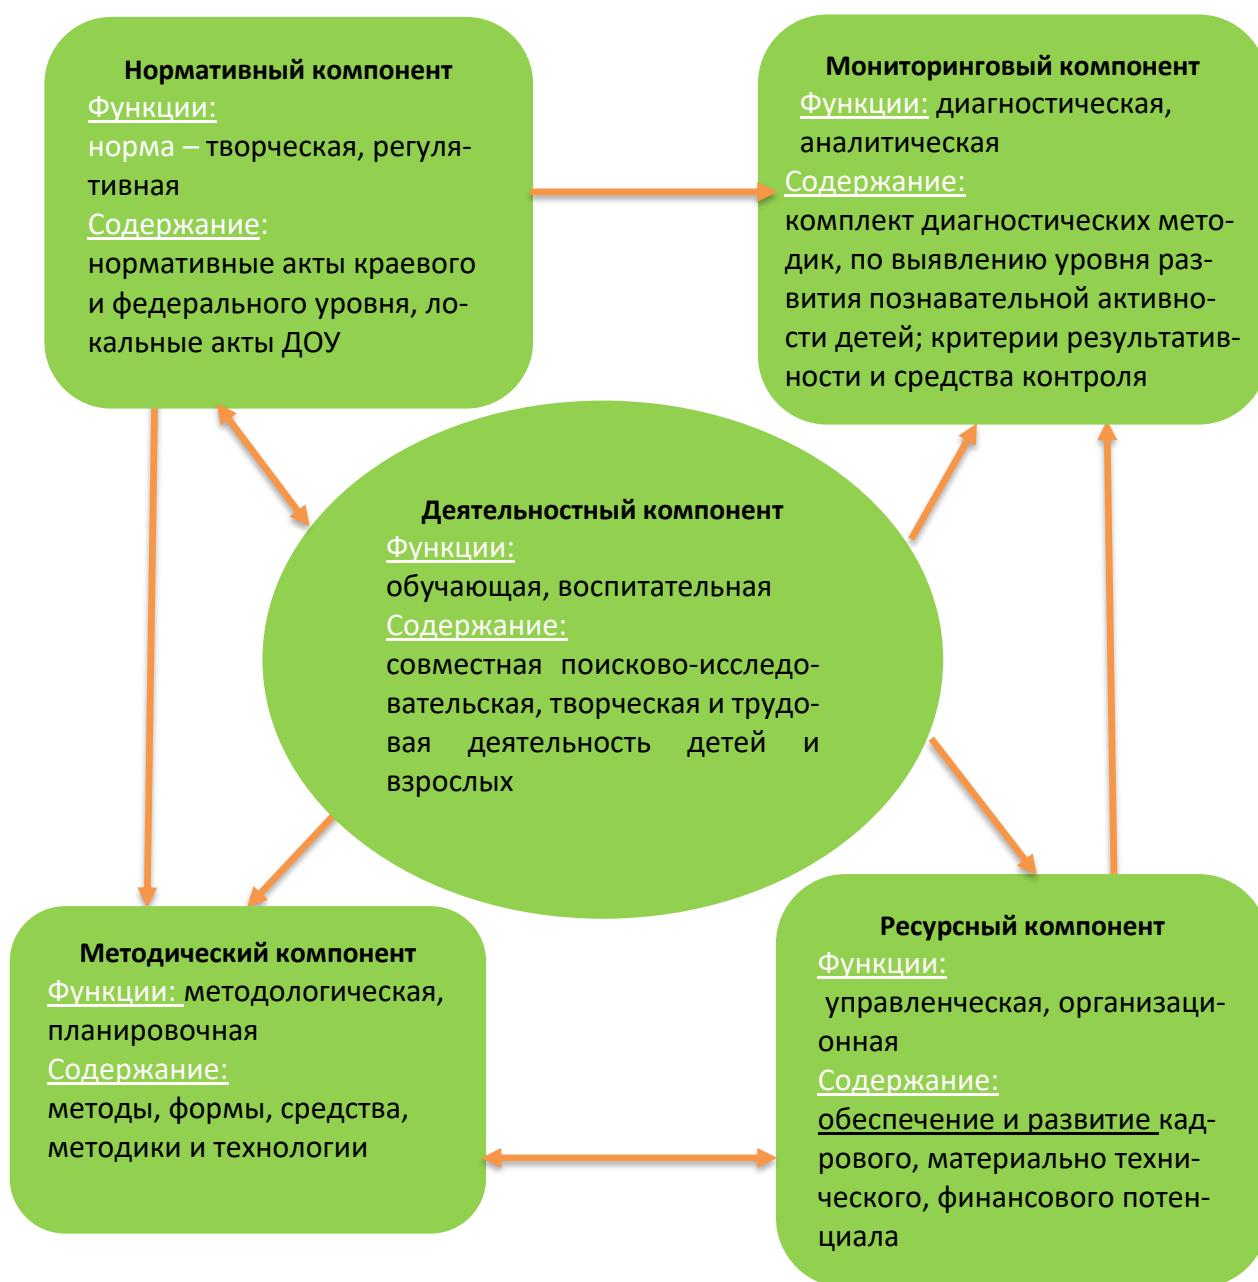 Нормативный компонент
Функции:
норма – творческая, регуля-
тивная
Содержание:
нормативные акты краевого
и федерального уровня, ло-
кальные акты ДОУ
Мониторинговый компонент
Функции: диагностическая,
аналитическая
Содержание:
комплект диагностических мето-
дик, по выявлению уровня раз-
вития познавательной активно-
сти детей; критерии результатив-
ности и средства контроля
Деятельностный компонент
Функции:
обучающая, воспитательная
Содержание:
совместная поисково-исследо-
вательская, творческая и трудо-
вая деятельность детей и
взрослых
Методический компонент
Функции: методологическая,
планировочная
Содержание:
методы, формы, средства,
методики и технологии
Ресурсный компонент
Функции:
управленческая, организаци-
онная
Содержание:
обеспечение и развитие кад-
рового, материально техни-
ческого, финансового потен-
циала